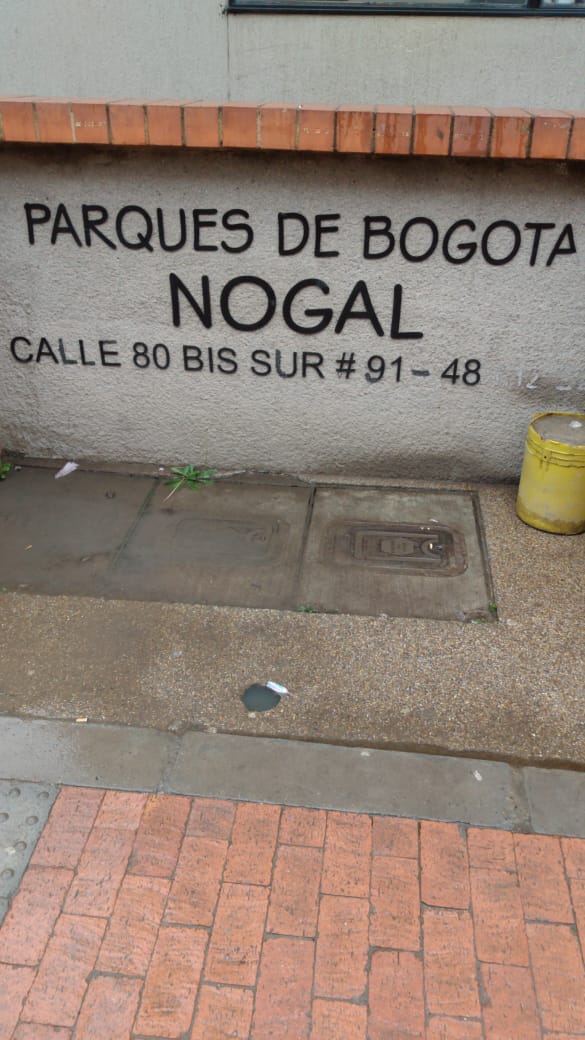 PARQUES DE BOGOTA
NOGAL
CALLE 80 BIS SUR # 91-48